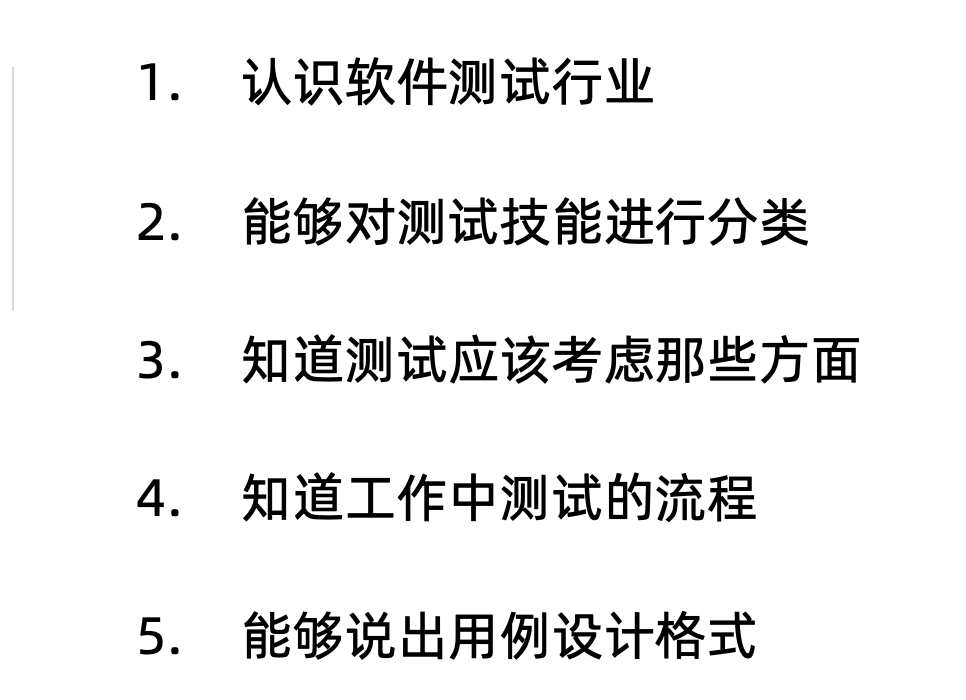 1. 认识软件测试行业
2. 能够对测试技能进行分类
3. 知道测试应该考虑那些方面
4. 知道工作中测试的流程
5. 能够说出用例设计格式